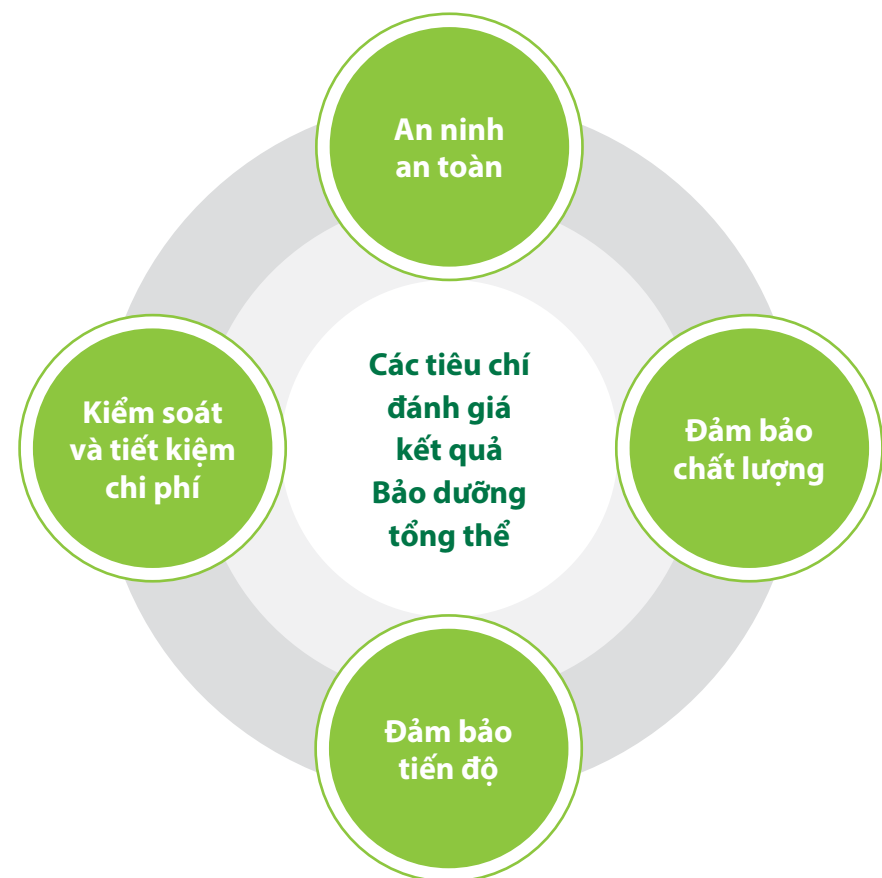 An ninh
an toàn
Các tiêu chí
đánh giá
kết quả
Bảo dưỡng
tổng thể
Kiểm soát
và tiết kiệm
chi phí
Đảm bảo
chất lượng
Đảm bảo
tiến độ